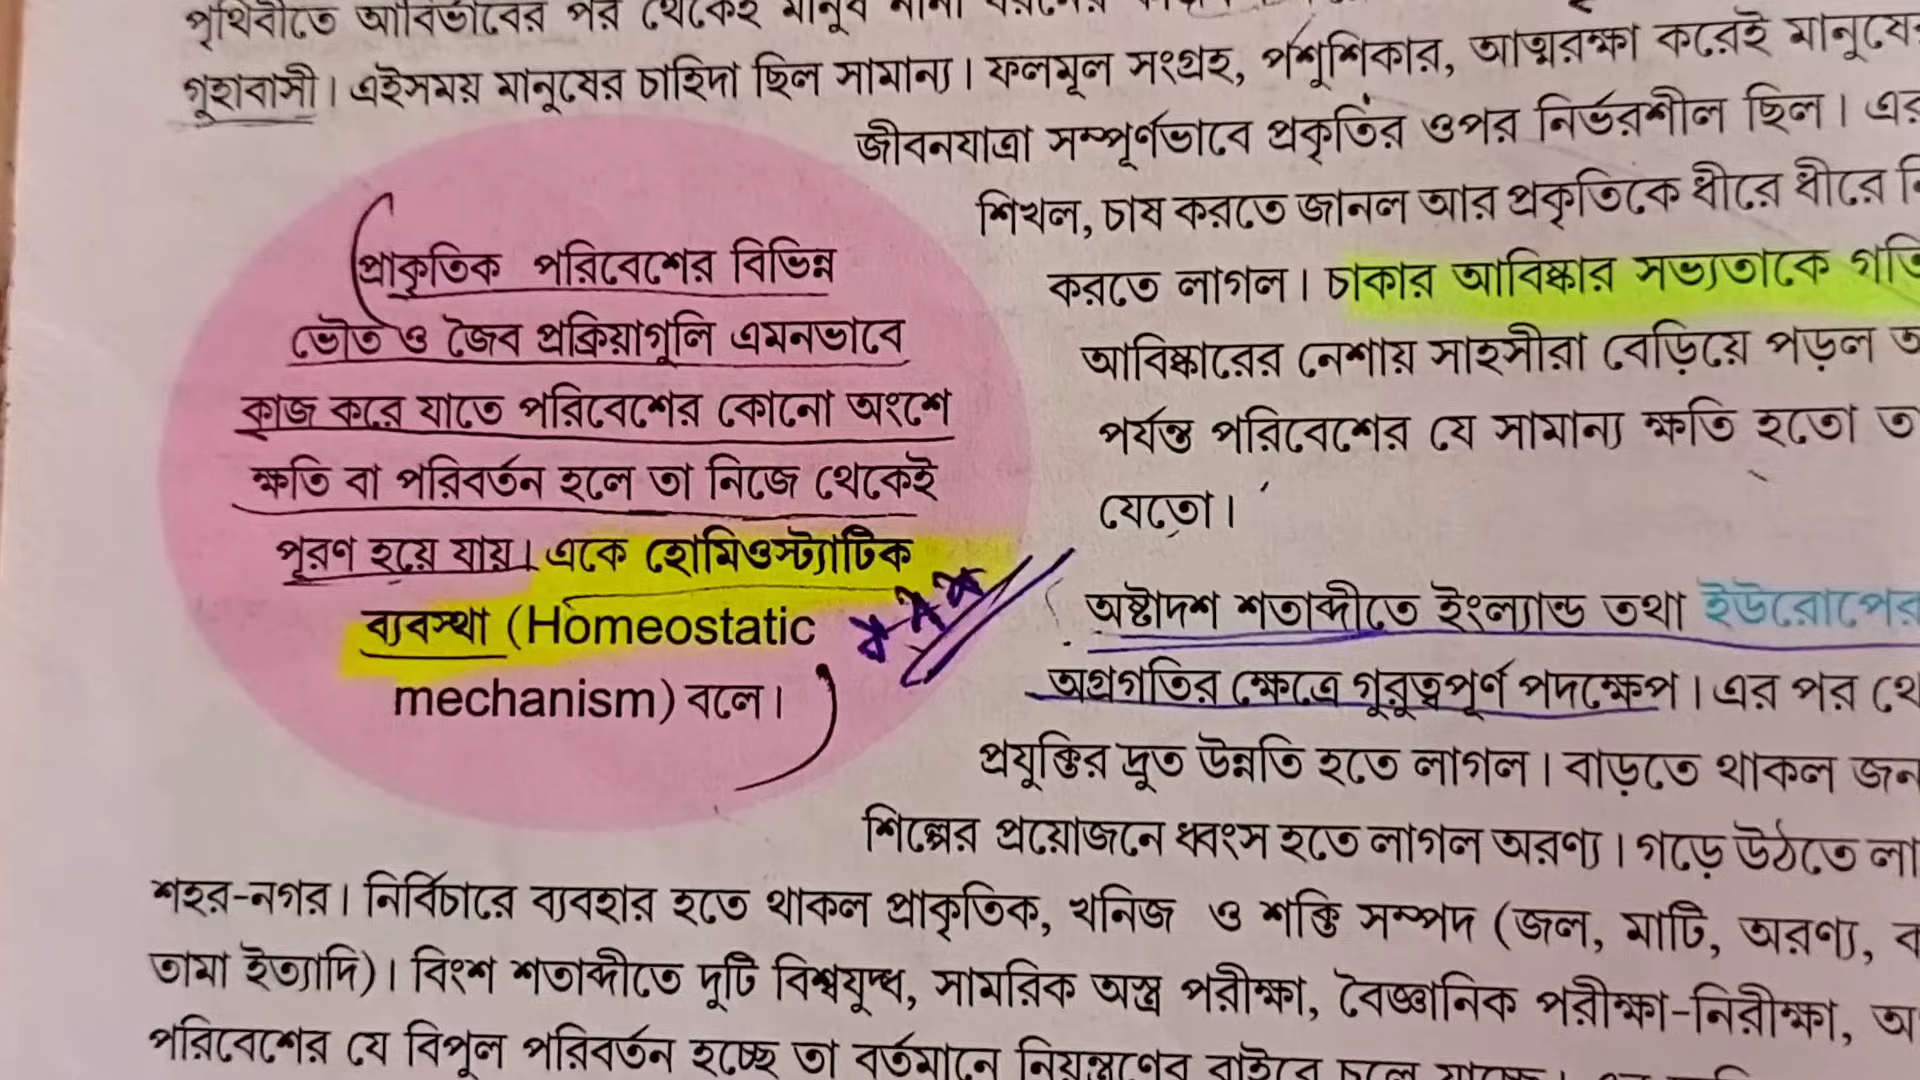 পৃথিবীতে আবির্ভাবের পর থেকেই মানুষ নানা
গুহাবাসী। এইসময় মানুষের চাহিদা ছিল সামান্য। ফলমূল সংগ্রহ, পশুশিকার, আত্মরক্ষা করেই
জীবনযাত্রা সম্পূর্ণভাবে প্রকৃতির ওপর নির্ভরশীল ছিল।
শিখল, চাষ করতে জানল আর প্রকৃতিকে ধীরে ধীরে
করতে লাগল। চাকার আবিষ্কার সভ্যতাকে
আবিষ্কারের নেশায় সাহসীরা বেড়িয়ে পড়ল
পর্যন্ত পরিবেশের যে সামান্য ক্ষতি হতো
যেতো।
প্রাকৃতিক পরিবেশের বিভিন্ন
ভৌত ও জৈব প্রক্রিয়াগুলি এমনভাবে
কাজ করে যাতে পরিবেশের কোনো অংশে
ক্ষতি বা পরিবর্তন হলে তা নিজে থেকেই
পূরণ হয়ে যায়। একে হোমিওস্ট্যাটিক
ব্যবস্থা (Homeostatic
mechanism) বলে।
অষ্টাদশ শতাব্দীতে ইংল্যান্ড তথা ইউরোপের
অগ্রগতির ক্ষেত্রে গুরুত্বপূর্ণ পদক্ষেপ। এর পর
প্রযুক্তির দ্রুত উন্নতি হতে লাগল। বাড়তে থাকল
শিল্পের প্রয়োজনে ধ্বংস হতে লাগল অরণ্য। গড়ে উঠতে
শহর-নগর। নির্বিচারে ব্যবহার হতে থাকল প্রাকৃতিক, খনিজ ও শক্তি সম্পদ (জল, মাটি, অরণ্য,
তামা ইত্যাদি)। বিংশ শতাব্দীতে দুটি বিশ্বযুদ্ধ, সামরিক অস্ত্র পরীক্ষা, বৈজ্ঞানিক পরীক্ষা-নিরীক্ষা,
পরিবেশের যে বিপুল পরিবর্তন হচ্ছে তা বর্তমানে নিয়ন্ত্রণের বাইরে চলে যাচ্ছে।